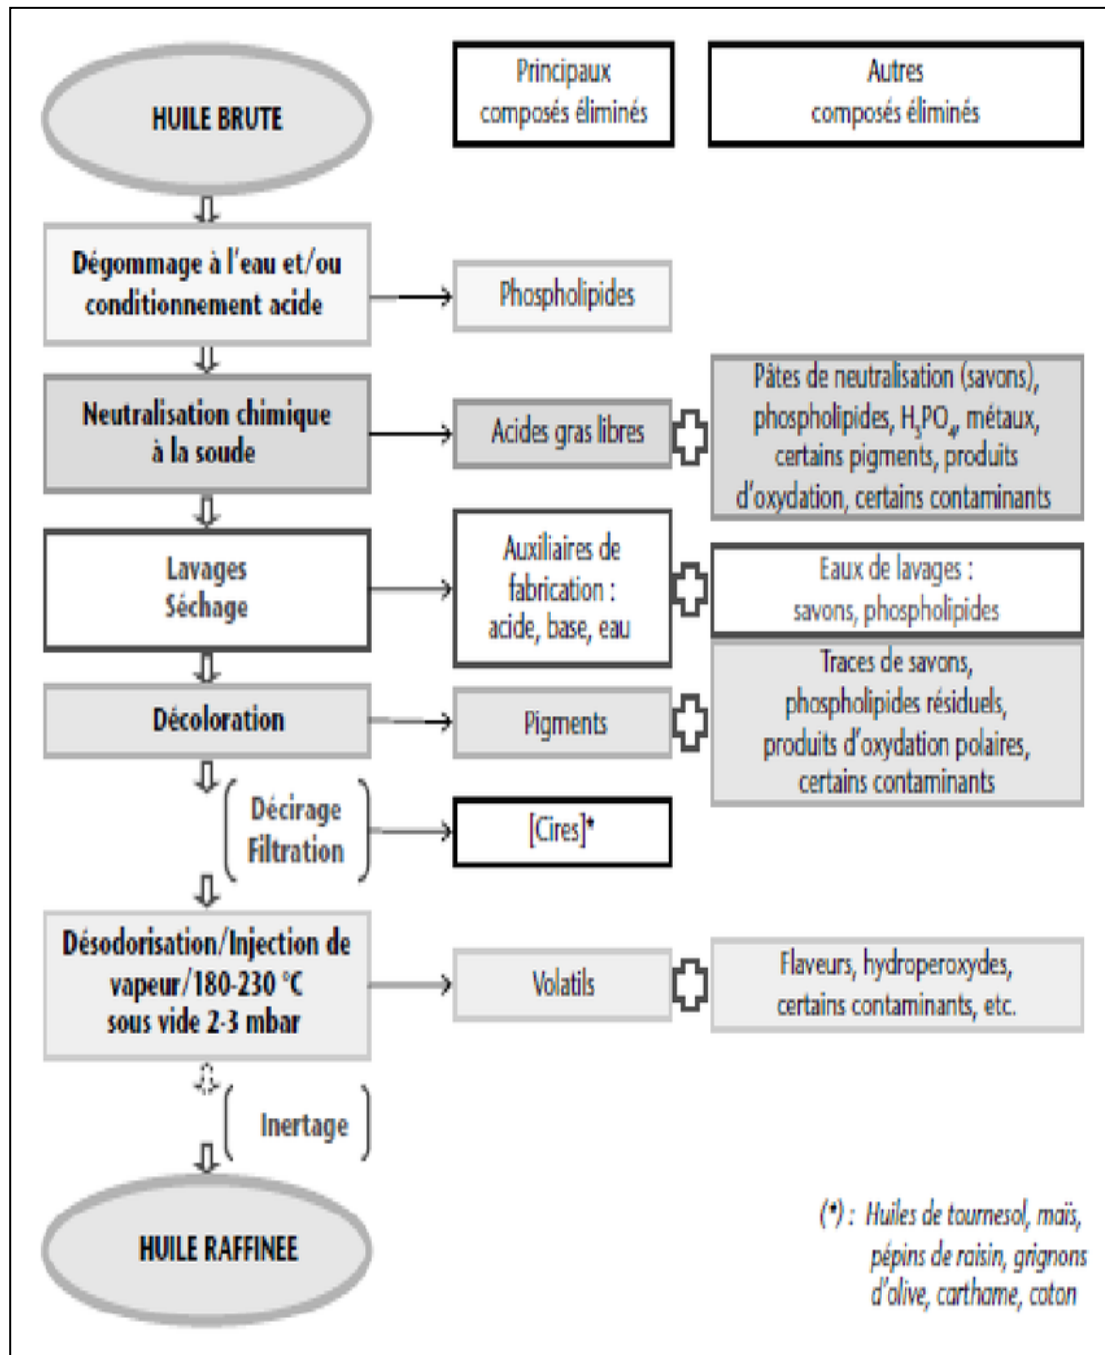 HUILE BRUTE
Principaux
composés éliminés
Autres
composés éliminés
Dégommage à l'eau et/ou
conditionnement acide
Phospholipides
Neutralisation chimique
à la soude
Acides gras libres
Pâtes de neutralisation (savons),
phospholipides, H₃PO₄, métaux,
certains pigments, produits
d'oxydation, certains contaminants
Lavages
Séchage
Auxiliaires de
fabrication :
acide, base, eau
Eaux de lavages :
savons, phospholipides
Décoloration
Pigments
Traces de savons,
phospholipides résiduels,
produits d'oxydation polaires,
certains contaminants
Décirage
Filtration
[Cires]*
Désodorisation/Injection de
vapeur/180-230 °C
sous vide 2-3 mbar
Volatils
Flaveurs, hydroperoxydes,
certains contaminants, etc.
Inertage
HUILE RAFFINEE
(*) : Huiles de tournesol, maïs,
pépins de raisin, grignons
d'olive, carthame, coton